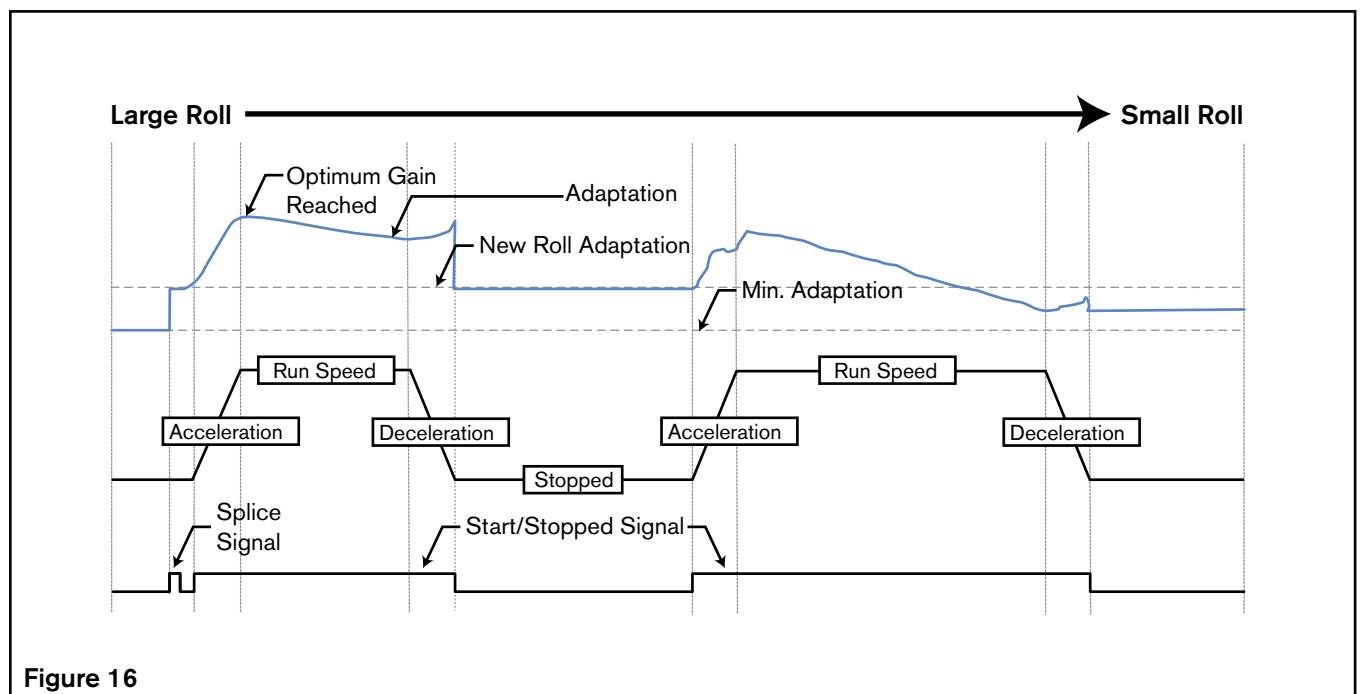 Large Roll
Small Roll
Optimum Gain
Reached
Adaptation
New Roll Adaptation
Min. Adaptation
Run Speed
Run Speed
Acceleration
Deceleration
Acceleration
Deceleration
Stopped
Splice
Signal
Start/Stopped Signal
Figure 16